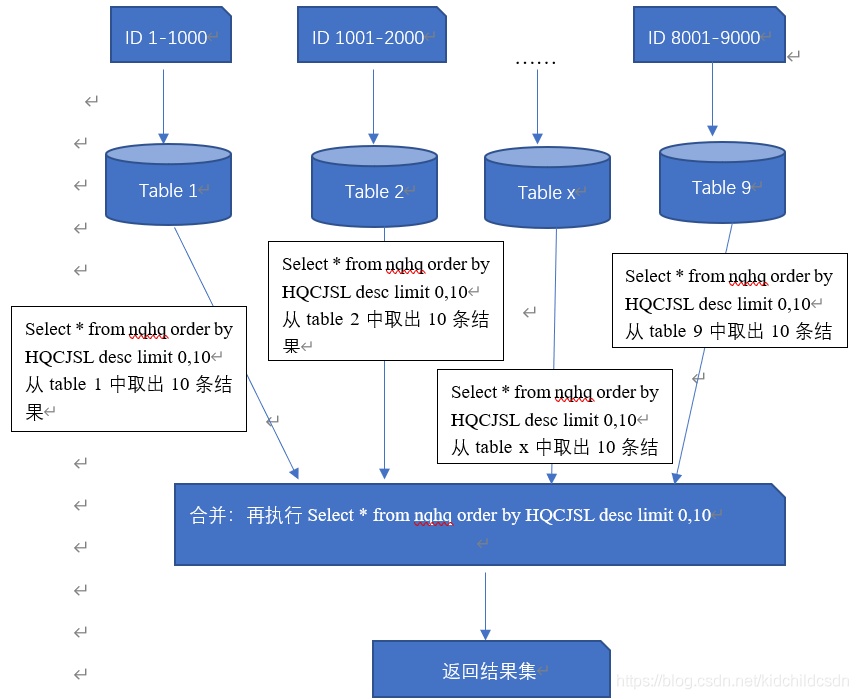 ID 1-1000
ID 1001-2000
……
ID 8001-9000
Table 1
Table 2
Table x
Table 9
Select * from nqhq order by
HQCJSL desc limit 0,10
从 table 1 中取出 10 条结
果
Select * from nqhq order by
HQCJSL desc limit 0,10
从 table 2 中取出 10 条结
果
Select * from nqhq order by
HQCJSL desc limit 0,10
从 table x 中取出 10 条结
Select * from nqhq order by
HQCJSL desc limit 0,10
从 table 9 中取出 10 条结
合并：再执行 Select * from nqhq order by HQCJSL desc limit 0,10
返回结果集
https://blog.csdn.net/kidchildcsdn